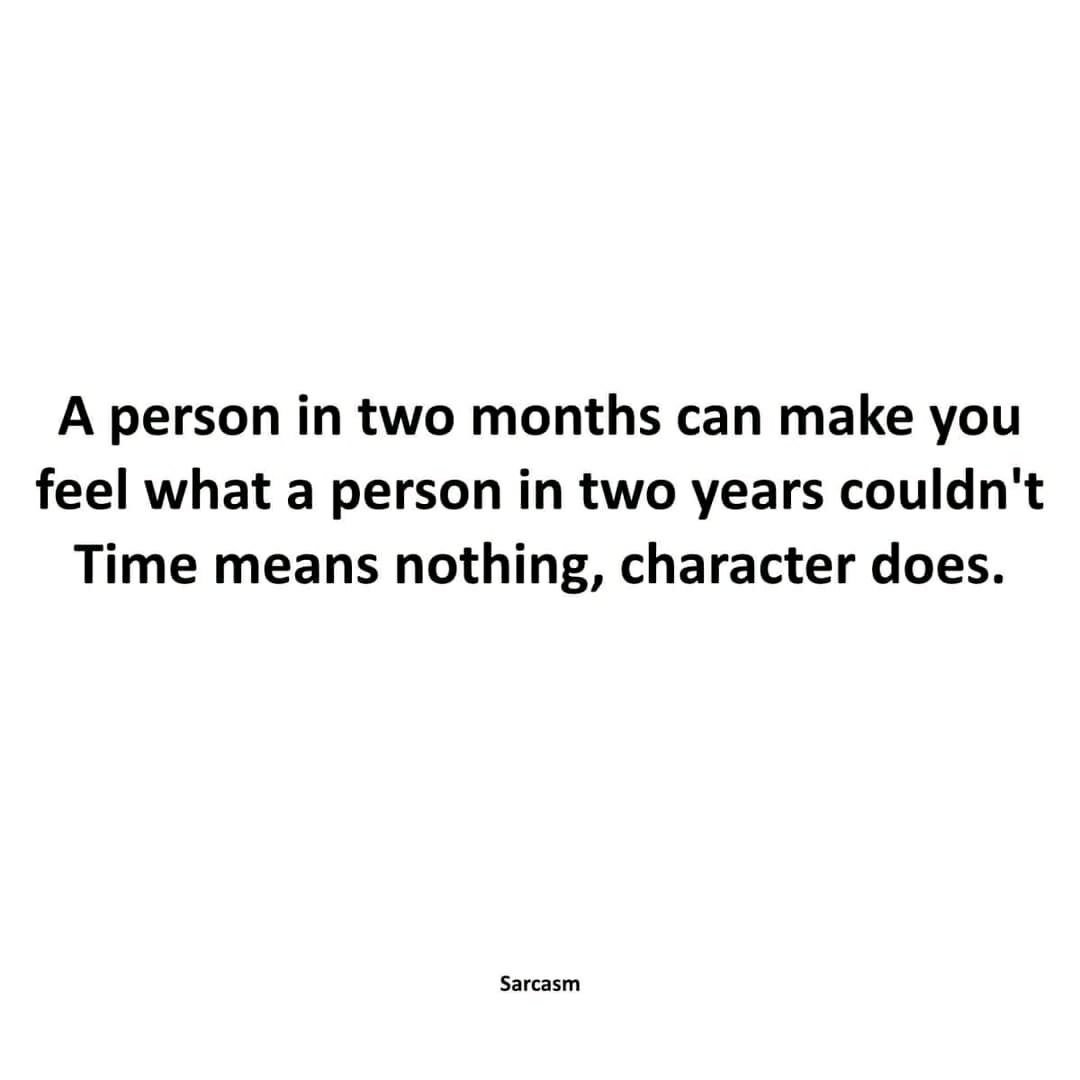 A person in two months can make you
feel what a person in two years couldn't
Time means nothing, character does.
Sarcasm